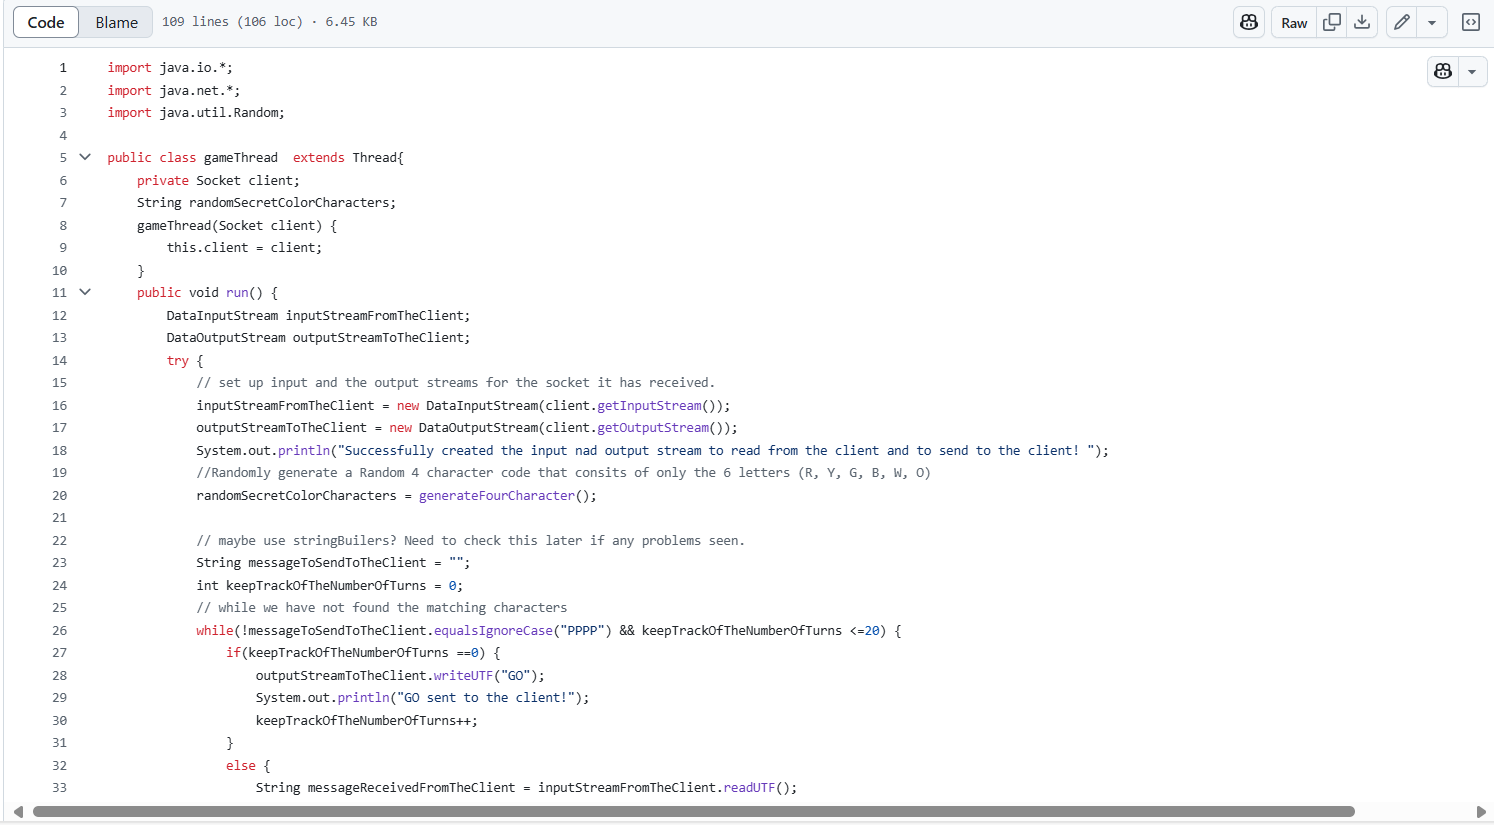 Code Blame 109 lines (106 loc) · 6.45 KB Raw
1 import java.io.*;
2 import java.net.*;
3 import java.util.Random;
4
5 public class gameThread  extends Thread{
6     private Socket client;
7     String randomSecretColorCharacters;
8     gameThread(Socket client) {
9         this.client = client;
10     }
11     public void run() {
12         DataInputStream inputStreamFromTheClient;
13         DataOutputStream outputStreamToTheClient;
14         try {
15             // set up input and the output streams for the socket it has received.
16             inputStreamFromTheClient = new DataInputStream(client.getInputStream());
17             outputStreamToTheClient = new DataOutputStream(client.getOutputStream());
18             System.out.println("Successfully created the input nad output stream to read from the client and to send to the client! ");
19             //Randomly generate a Random 4 character code that consits of only the 6 letters (R, Y, G, B, W, O)
20             randomSecretColorCharacters = generateFourCharacter();
21
22             // maybe use stringBuilers? Need to check this later if any problems seen.
23             String messageToSendToTheClient = "";
24             int keepTrackOfTheNumberOfTurns = 0;
25             // while we have not found the matching characters
26             while(!messageToSendToTheClient.equalsIgnoreCase("PPPP") && keepTrackOfTheNumberOfTurns <=20) {
27                 if(keepTrackOfTheNumberOfTurns ==0) {
28                     outputStreamToTheClient.writeUTF("GO");
29                     System.out.println("GO sent to the client!");
30                     keepTrackOfTheNumberOfTurns++;
31                 }
32                 else {
33                     String messageReceivedFromTheClient = inputStreamFromTheClient.readUTF();